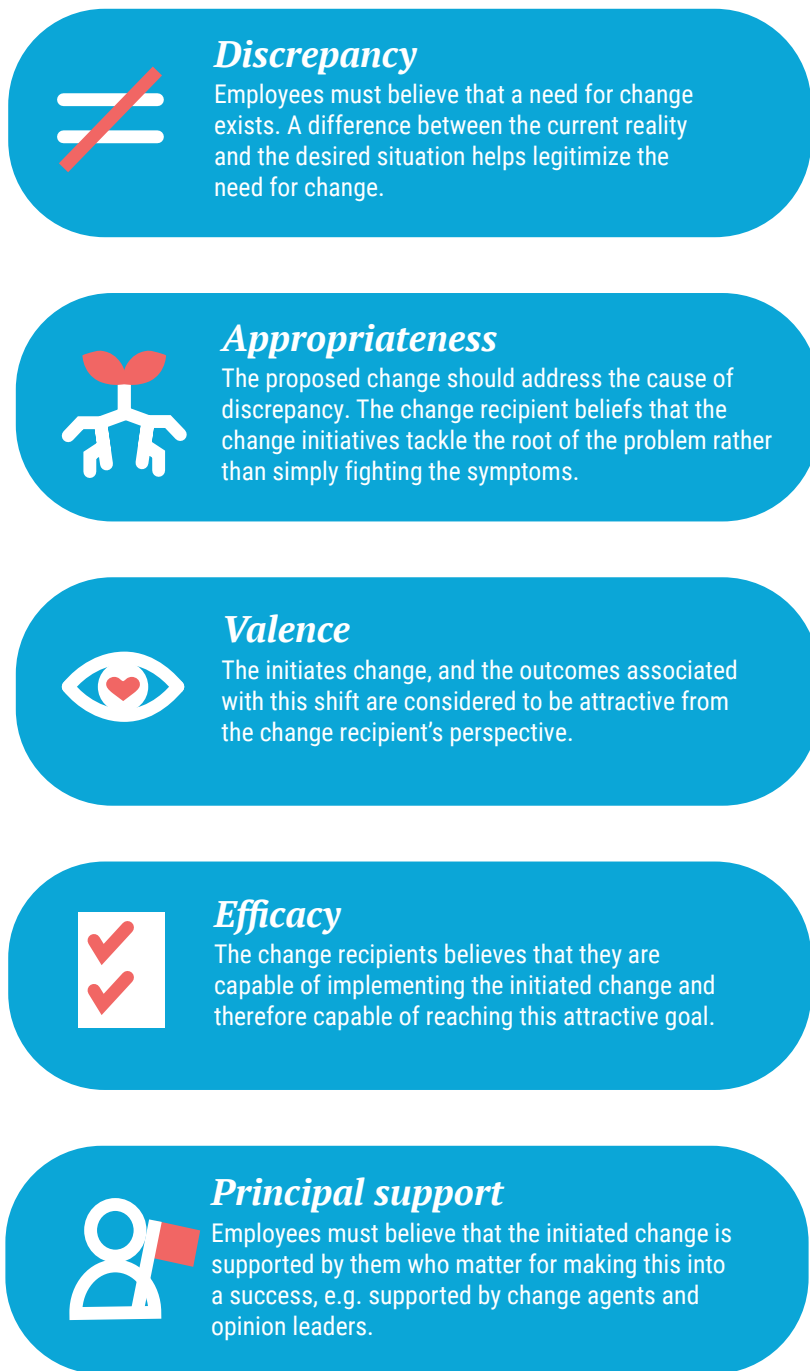 Discrepancy
Employees must believe that a need for change
exists. A difference between the current reality
and the desired situation helps legitimize the
need for change.
Appropriateness
The proposed change should address the cause of
discrepancy. The change recipient beliefs that the
change initiatives tackle the root of the problem rather
than simply fighting the symptoms.
Valence
The initiates change, and the outcomes associated
with this shift are considered to be attractive from
the change recipient’s perspective.
Efficacy
The change recipients believes that they are
capable of implementing the initiated change and
therefore capable of reaching this attractive goal.
Principal support
Employees must believe that the initiated change is
supported by them who matter for making this into
a success, e.g. supported by change agents and
opinion leaders.